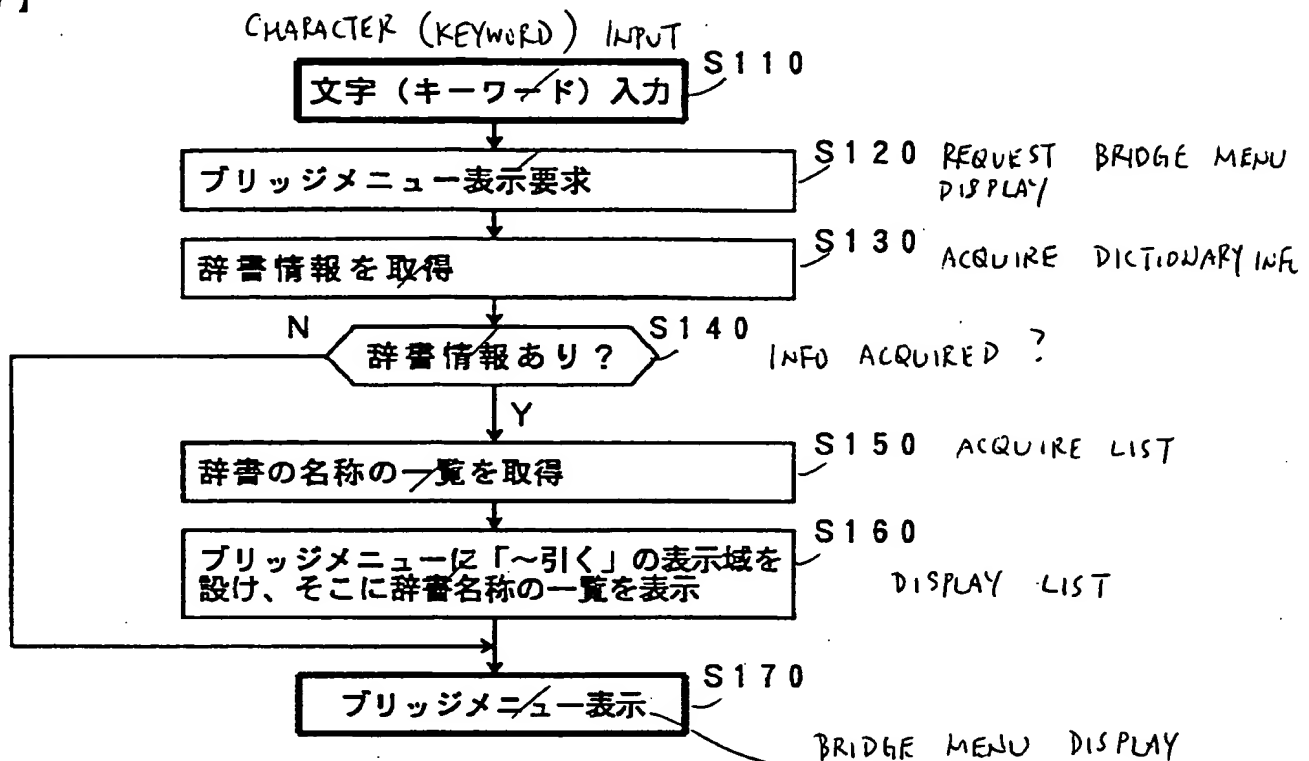 CHARACTER (KEYWORD) INPUT
文字（キーワード）入力
S110
ブリッジメニュー表示要求
S120 REQUEST BRIDGE MENU
DISPLAY
辞書情報を取得
S130 ACQUIRE DICTIONARY INFO
N
辞書情報あり？
S140
INFO ACQUIRED ?
Y
辞書の名称の一覧を取得
S150 ACQUIRE LIST
S160
ブリッジメニューに「～引く」の表示域を
設け、そこに辞書名称の一覧を表示
DISPLAY LIST
S170
ブリッジメニュー表示
BRIDGE MENU DISPLAY